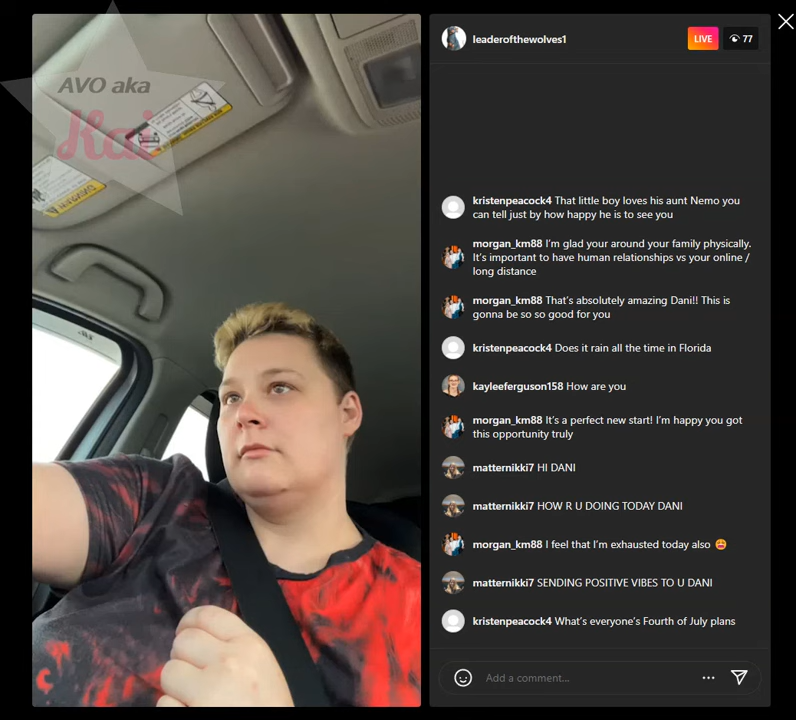 AVO aka
Kai
leaderofthewolves1
LIVE
77
kristenpeacock4 That little boy loves his aunt Nemo you
can tell just by how happy he is to see you
morgan_km88 I'm glad your around your family physically.
It's important to have human relationships vs your online /
long distance
morgan_km88 That's absolutely amazing Dani!! This is
gonna be so so good for you
kristenpeacock4 Does it rain all the time in Florida
kayleeferguson158 How are you
morgan_km88 It's a perfect new start! I'm happy you got
this opportunity truly
matternikki7 HI DANI
matternikki7 HOW R U DOING TODAY DANI
morgan_km88 I feel that I'm exhausted today also 😩
matternikki7 SENDING POSITIVE VIBES TO U DANI
kristenpeacock4 What's everyone's Fourth of July plans
Add a comment...